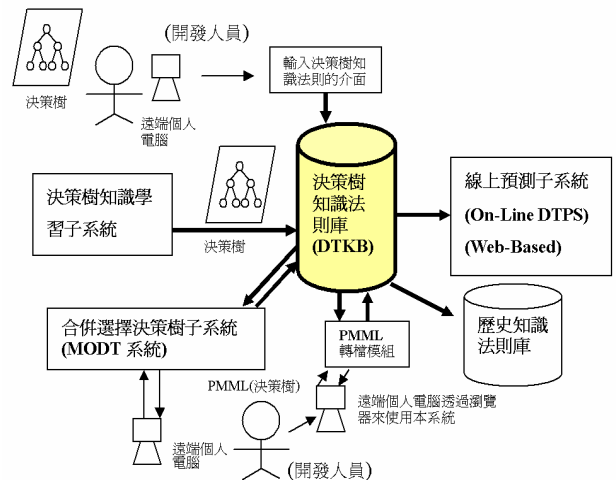 (開發人員)
決策樹
遠端個人
電腦
輸入決策樹知
識法則的介面
決策樹知識學
習子系統
決策樹
決策樹
知識法
則庫
(DTKB)
線上預測子系統
(On-Line DTPS)
(Web-Based)
合併選擇決策樹子系統
(MODT 系統)
PMML
轉檔模組
歷史知識
法則庫
PMML(決策樹)
遠端個人電腦透過瀏覽
器來使用本系統
遠端個人
電腦
(開發人員)